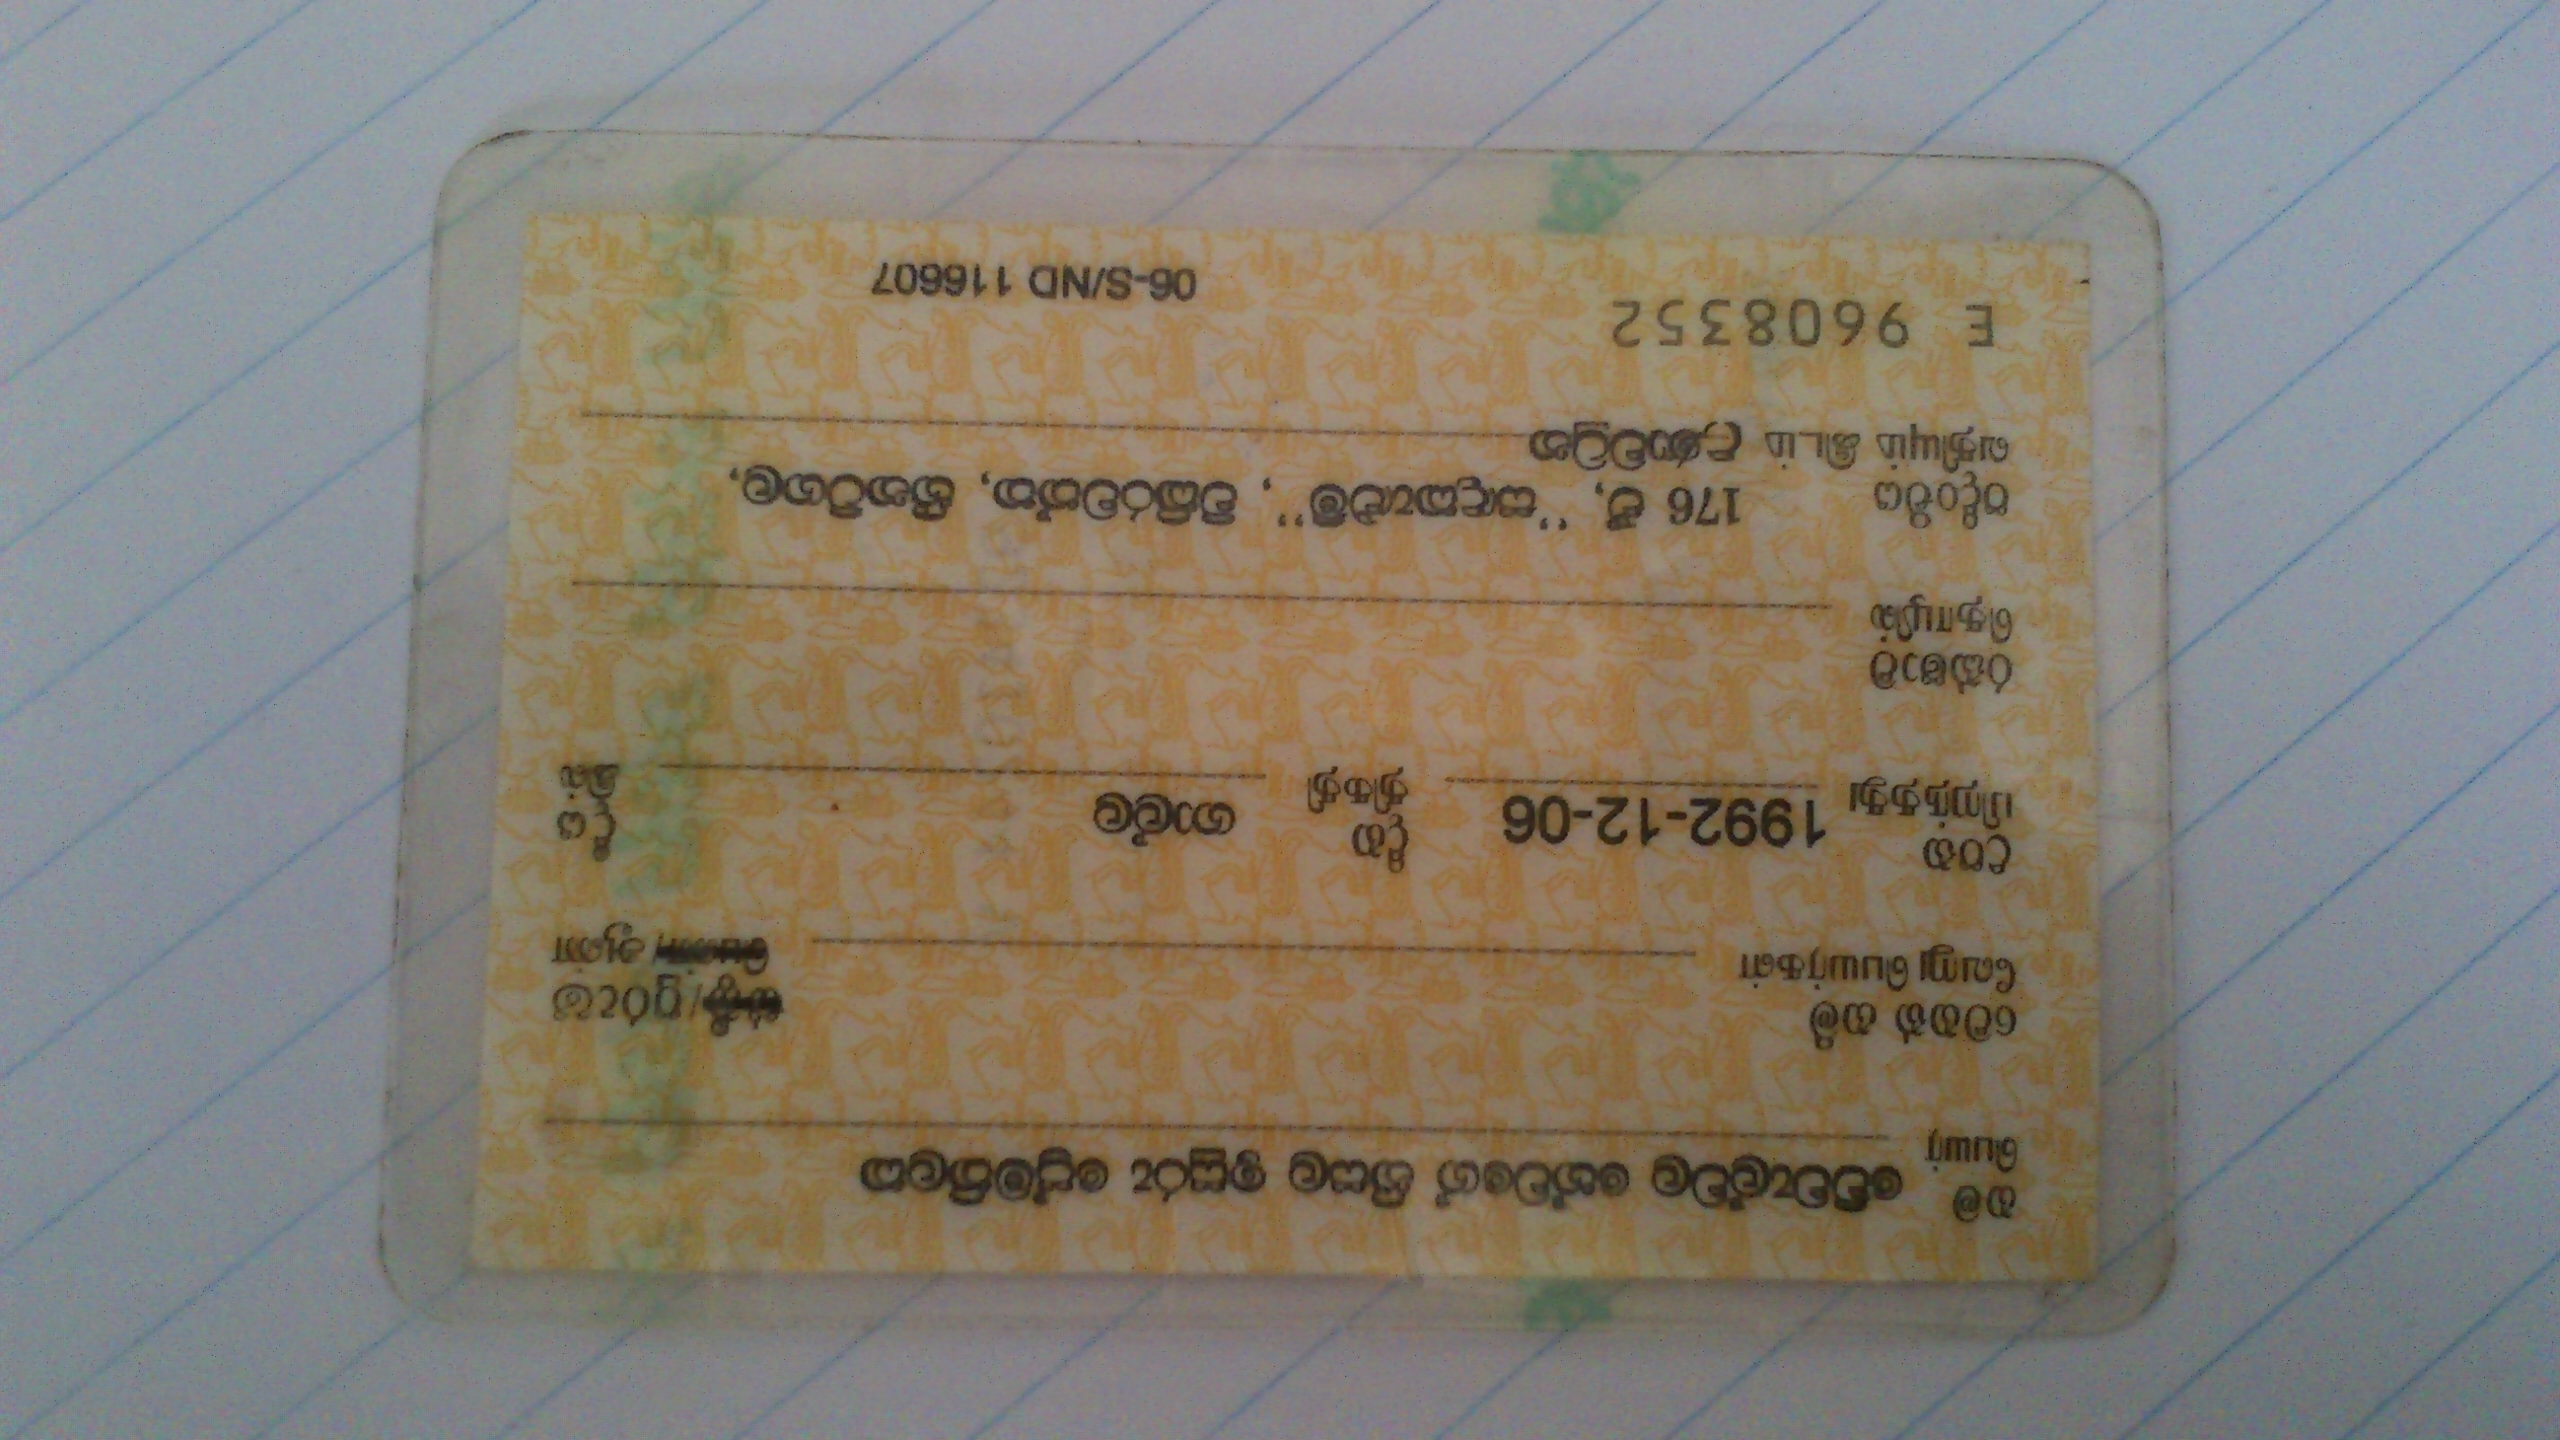 නම වේවැල්වල හේවගේ නිසල ඉසුරු ප්‍රේමතිලක
பெயர்
වෙනත් නම් /පුරුෂ
வேறு பெயர்கள் பெண்/ ஆண்
උපන 1992-12-06 දින ගාල්ල දීය
பிறந்தது திகதி இல்
රක්ෂාව
தொழில்
පදිංචිය 176 ඒ, ‘‘සඳකැළුම්’’, විකිරවත්ත, හීනටිගල,
வதியும் இடம் උණවටුන
E 9608352
06-S/ND 116607